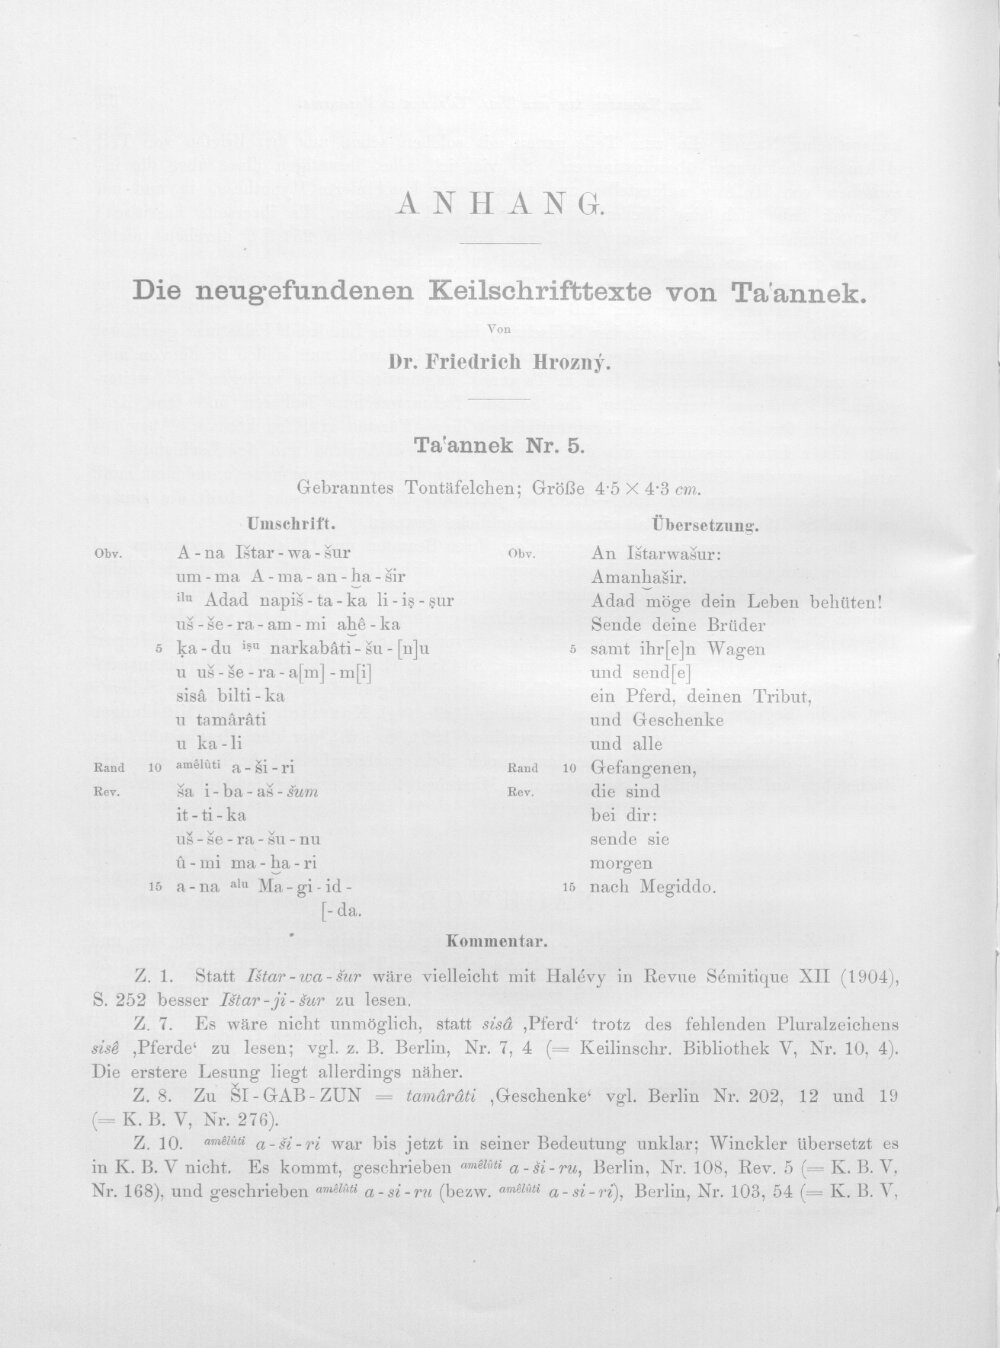 ANHANG.
Die neugefundenen Keilschrifttexte von Ta'annek.
Von
Dr. Friedrich Hrozný.
Ta'annek Nr. 5.
Gebranntes Tontäfelchen; Größe 4·5 × 4·3 cm.
Umschrift.
Obv. A-na Ištar-wa-šur
um-ma A-ma-an-ḫa-šir
ilu Adad napiš-ta-ka li-iṣ-ṣur
uš-še-ra-am-mi aḫê-ka
5 ḳa-du iṣu narkabâti-šu-[n]u
u uš-še-ra-a[m]-m[i]
sisâ bilti-ka
u tamârâti
u ka-li
Rand 10 amêlûti a-ši-ri
Rev. ša i-ba-aš-šum
it-ti-ka
uš-še-ra-šu-nu
û-mi ma-ḫa-ri
15 a-na alu Ma-gi-id-
[-da.
Übersetzung.
Obv. An Ištarwašur:
Amanḫašir.
Adad möge dein Leben behüten!
Sende deine Brüder
5 samt ihr[e]n Wagen
und send[e]
ein Pferd, deinen Tribut,
und Geschenke
und alle
Rand 10 Gefangenen,
Rev. die sind
bei dir:
sende sie
morgen
15 nach Megiddo.
Kommentar.
Z. 1. Statt Ištar-wa-šur wäre vielleicht mit Halévy in Revue Sémitique XII (1904),
S. 252 besser Ištar-ji-šur zu lesen.
Z. 7. Es wäre nicht unmöglich, statt sisâ ‚Pferd‘ trotz des fehlenden Pluralzeichens
sisê ‚Pferde‘ zu lesen; vgl. z. B. Berlin, Nr. 7, 4 (= Keilinschr. Bibliothek V, Nr. 10, 4).
Die erstere Lesung liegt allerdings näher.
Z. 8. Zu ŠI-GAB-ZUN = tamârâti ‚Geschenke‘ vgl. Berlin Nr. 202, 12 und 19
(= K. B. V, Nr. 276).
Z. 10. amêlûti a-ši-ri war bis jetzt in seiner Bedeutung unklar; Winckler übersetzt es
in K. B. V nicht. Es kommt, geschrieben amêlûti a-ši-ru, Berlin, Nr. 108, Rev. 5 (= K. B. V,
Nr. 168), und geschrieben amêlûti a-si-ru (bezw. amêlûti a-si-ri), Berlin, Nr. 103, 54 (= K. B. V,